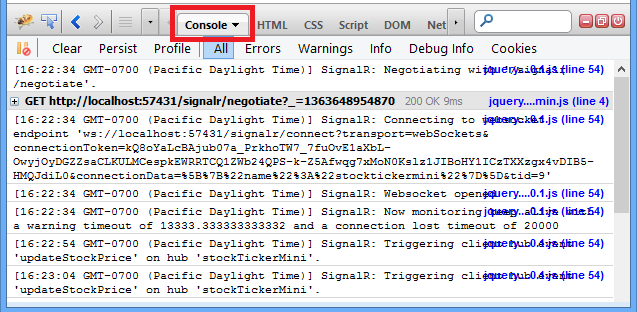 Console HTML CSS Script DOM Net
Clear Persist Profile All Errors Warnings Info Debug Info Cookies
[16:22:34 GMT-0700 (Pacific Daylight Time)] SignalR: Negotiating with jquery....0.1.js (line 54)
/negotiate'.
GET http://localhost:57431/signalr/negotiate?_=1363648954870 200 OK 9ms jquery....min.js (line 4)
[16:22:34 GMT-0700 (Pacific Daylight Time)] SignalR: Connecting to jquery....0.1.js (line 54)
endpoint 'ws://localhost:57431/signalr/connect?transport=webSockets&
connectionToken=kQ8oYaLcBAjub07a_PrkhoTW7_7fuOvE1aXbL-
OwyjOyDGZZsaCLKULMCespkEWRRTCQ1ZWb24QPS-k-Z5Afwqg7xMoN0Kslz1JIBoHY1ICzTXXzgx4vDIB5-
HMQJdiL0&connectionData=%5B%7B%22name%22%3A%22stocktickermini%22%7D%5D&tid=9'
[16:22:34 GMT-0700 (Pacific Daylight Time)] SignalR: Websocket opened jquery....0.1.js (line 54)
[16:22:34 GMT-0700 (Pacific Daylight Time)] SignalR: Now monitoring jquery....0.1.js (line 54)
a warning timeout of 13333.333333333332 and a connection lost timeout of 20000
[16:22:54 GMT-0700 (Pacific Daylight Time)] SignalR: Triggering client hub event jquery....0.1.js (line 54)
'updateStockPrice' on hub 'stockTickerMini'.
[16:23:04 GMT-0700 (Pacific Daylight Time)] SignalR: Triggering client hub event jquery....0.1.js (line 54)
'updateStockPrice' on hub 'stockTickerMini'.